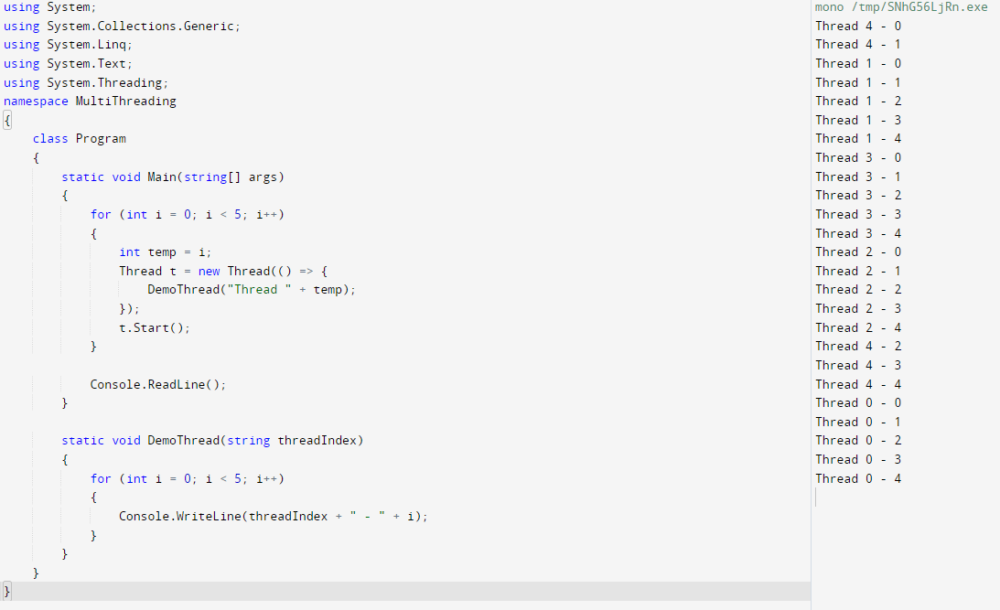 using System;
using System.Collections.Generic;
using System.Linq;
using System.Text;
using System.Threading;
namespace MultiThreading
{
    class Program
    {
        static void Main(string[] args)
        {
            for (int i = 0; i < 5; i++)
            {
                int temp = i;
                Thread t = new Thread(() => {
                    DemoThread("Thread " + temp);
                });
                t.Start();
            }

            Console.ReadLine();
        }

        static void DemoThread(string threadIndex)
        {
            for (int i = 0; i < 5; i++)
            {
                Console.WriteLine(threadIndex + " - " + i);
            }
        }
    }
}
mono /tmp/SNhG56LjRn.exe
Thread 4 - 0
Thread 4 - 1
Thread 1 - 0
Thread 1 - 1
Thread 1 - 2
Thread 1 - 3
Thread 1 - 4
Thread 3 - 0
Thread 3 - 1
Thread 3 - 2
Thread 3 - 3
Thread 3 - 4
Thread 2 - 0
Thread 2 - 1
Thread 2 - 2
Thread 2 - 3
Thread 2 - 4
Thread 4 - 2
Thread 4 - 3
Thread 4 - 4
Thread 0 - 0
Thread 0 - 1
Thread 0 - 2
Thread 0 - 3
Thread 0 - 4